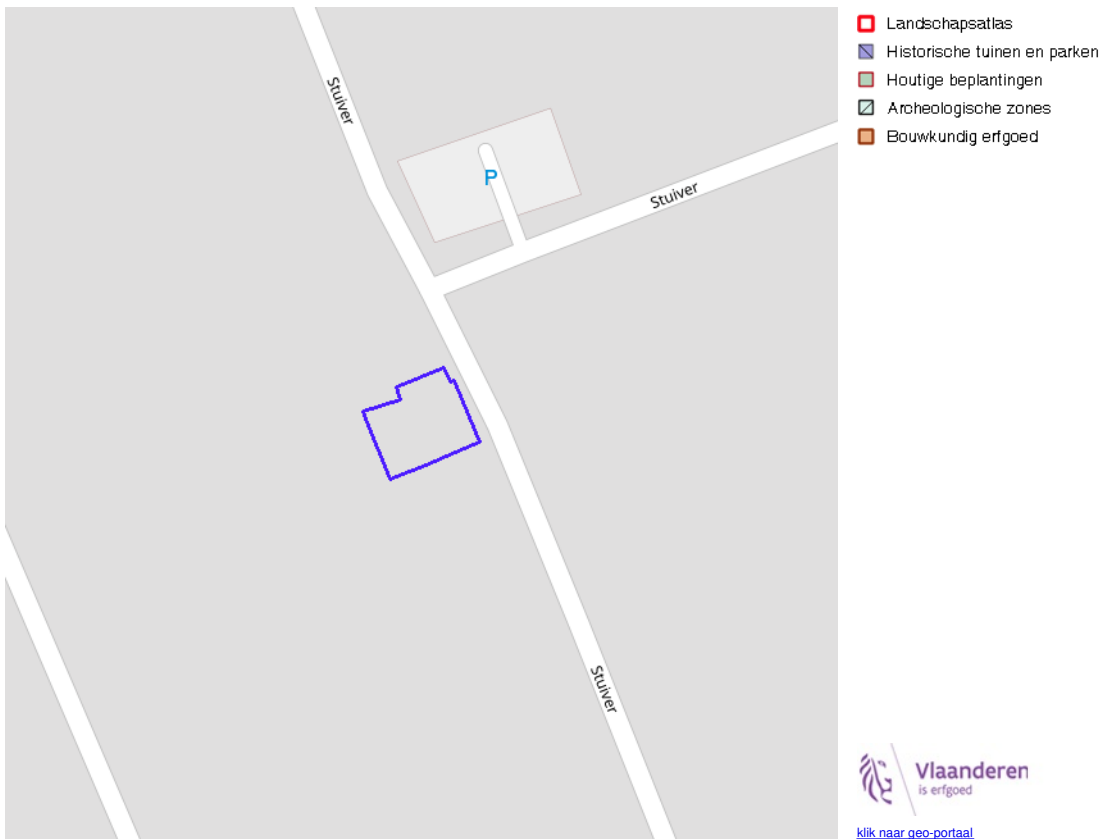 Stuiver
P
Stuiver
Stuiver
Landschapsatlas
Historische tuinen en parken
Houtige beplantingen
Archeologische zones
Bouwkundig erfgoed
Vlaanderen
is erfgoed
klik naar geo-portaal